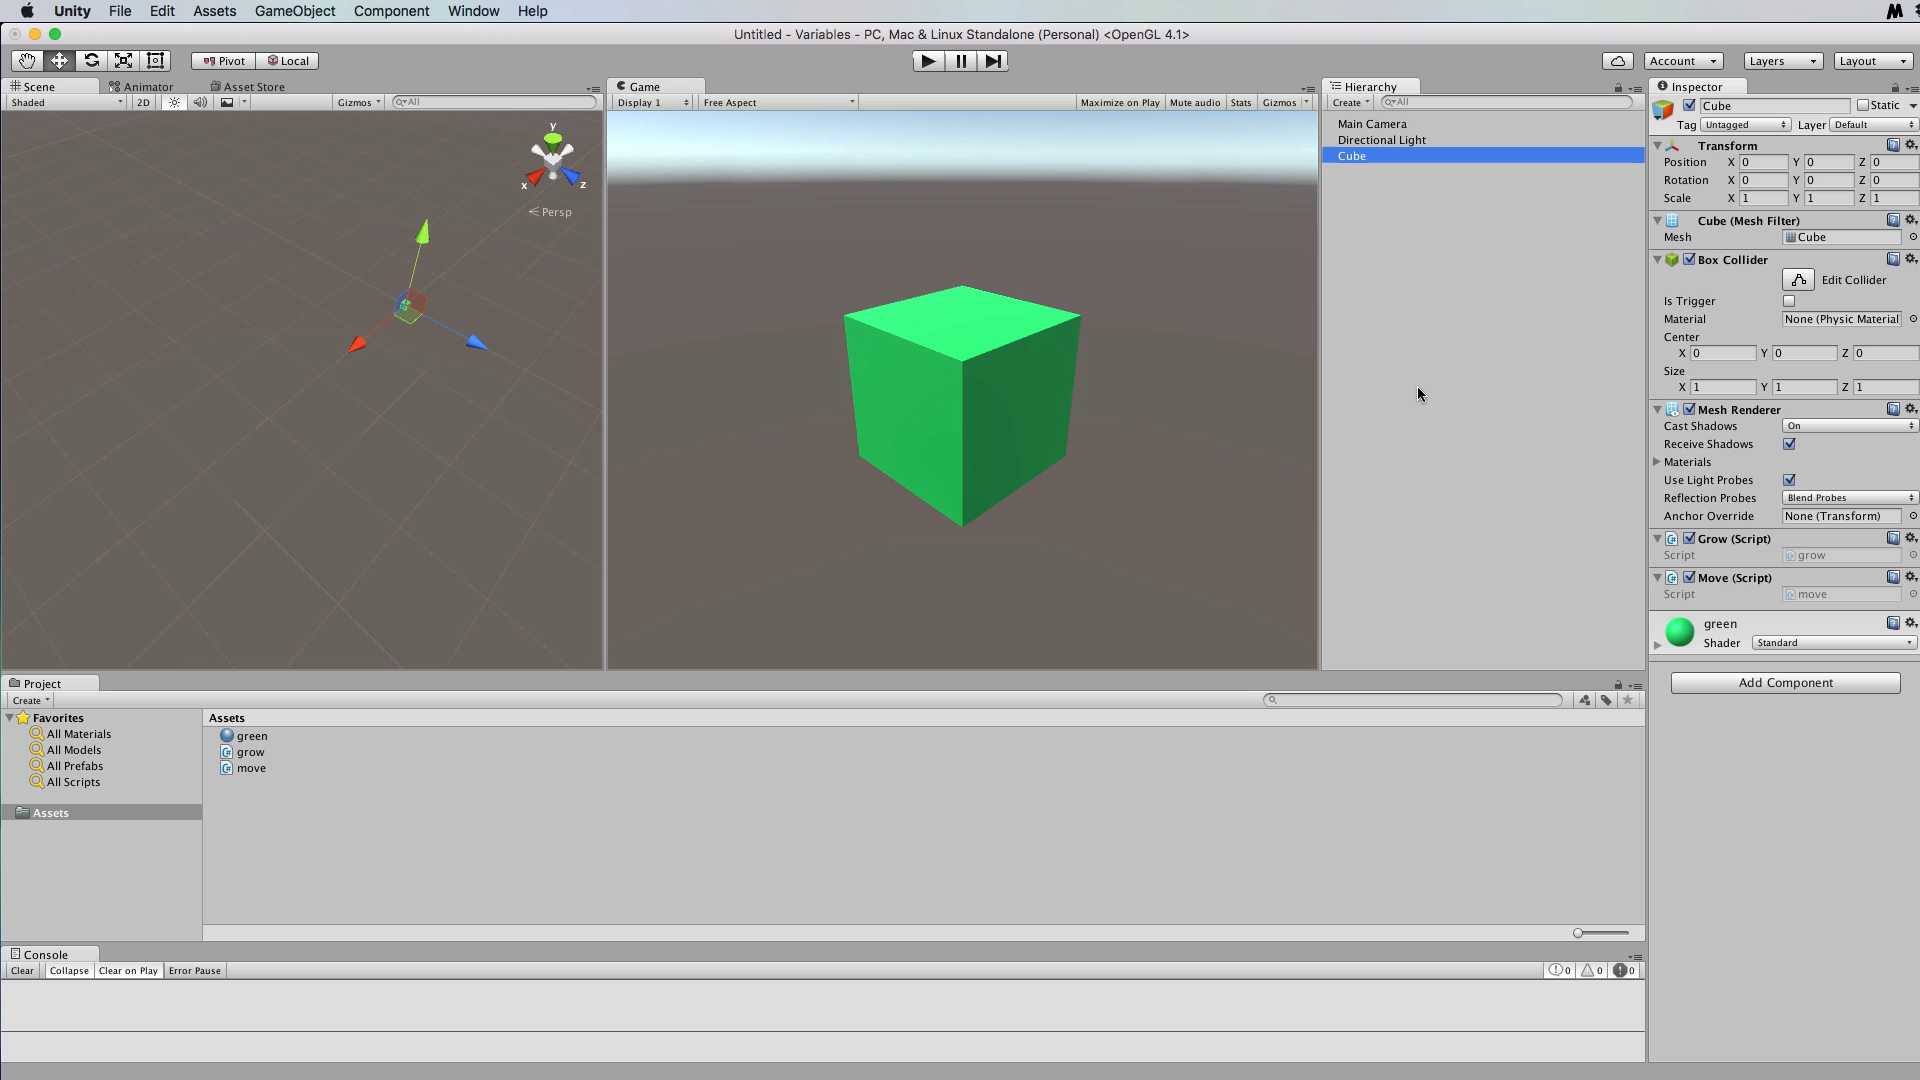 Unity File Edit Assets GameObject Component Window Help
Untitled - Variables - PC, Mac & Linux Standalone (Personal) <OpenGL 4.1>
Pivot Local Account Layers Layout
Scene Animator Asset Store
Shaded 2D Gizmos All
y
x z
Persp
Game
Display 1 Free Aspect Maximize on Play Mute audio Stats Gizmos
Hierarchy
Create All
Main Camera
Directional Light
Cube
Inspector
Cube Static
Tag Untagged Layer Default
Transform
Position X 0 Y 0 Z 0
Rotation X 0 Y 0 Z 0
Scale X 1 Y 1 Z 1
Cube (Mesh Filter)
Mesh Cube
Box Collider
Edit Collider
Is Trigger
Material None (Physic Material
Center
X 0 Y 0 Z 0
Size
X 1 Y 1 Z 1
Mesh Renderer
Cast Shadows On
Receive Shadows
Materials
Use Light Probes
Reflection Probes Blend Probes
Anchor Override None (Transform)
Grow (Script)
Script grow
Move (Script)
Script move
green
Shader Standard
Add Component
Project
Create
Favorites
All Materials
All Models
All Prefabs
All Scripts
Assets
Assets
green
grow
move
Console
Clear Collapse Clear on Play Error Pause 0 0 0